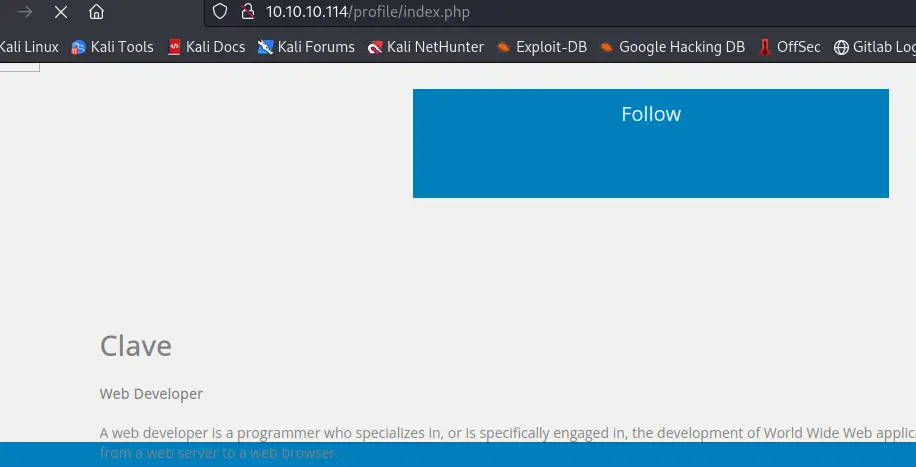 10.10.10.114/profile/index.php
Kali Linux Kali Tools Kali Docs Kali Forums Kali NetHunter Exploit-DB Google Hacking DB OffSec Gitlab Log
Follow
Clave
Web Developer
A web developer is a programmer who specializes in, or is specifically engaged in, the development of World Wide Web applica
from a web server to a web browser.